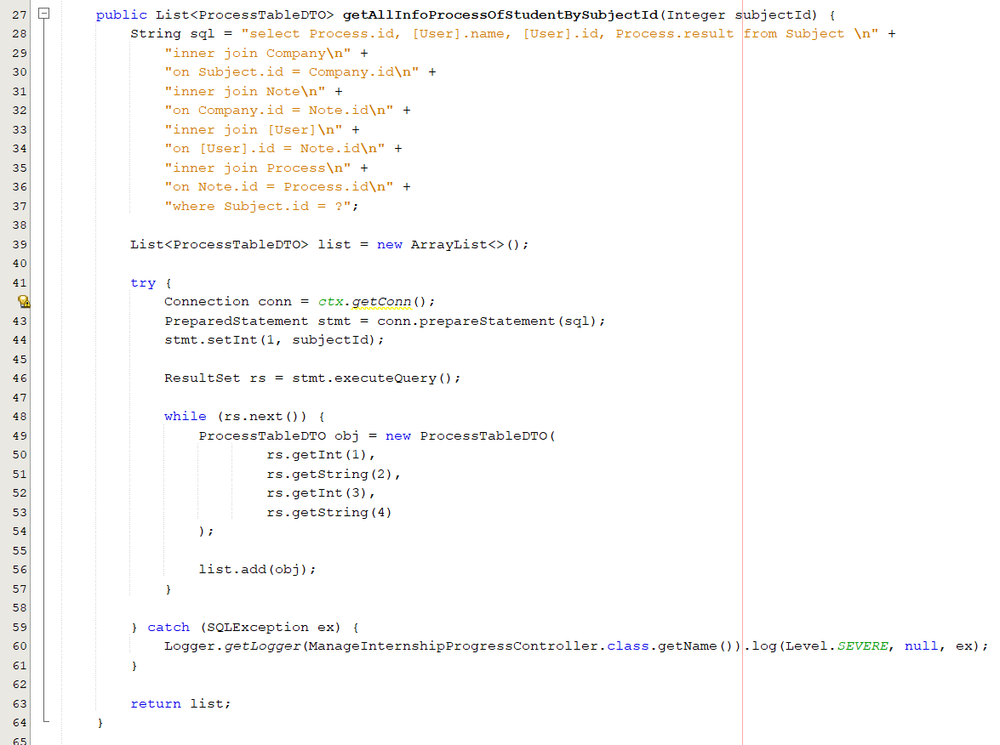 27 public List<ProcessTableDTO> getAllInfoProcessOfStudentBySubjectId(Integer subjectId) {
28 String sql = "select Process.id, [User].name, [User].id, Process.result from Subject \n" +
29 "inner join Company\n" +
30 "on Subject.id = Company.id\n" +
31 "inner join Note\n" +
32 "on Company.id = Note.id\n" +
33 "inner join [User]\n" +
34 "on [User].id = Note.id\n" +
35 "inner join Process\n" +
36 "on Note.id = Process.id\n" +
37 "where Subject.id = ?";
38
39 List<ProcessTableDTO> list = new ArrayList<>();
40
41 try {
Connection conn = ctx.getConn();
43 PreparedStatement stmt = conn.prepareStatement(sql);
44 stmt.setInt(1, subjectId);
45
46 ResultSet rs = stmt.executeQuery();
47
48 while (rs.next()) {
49 ProcessTableDTO obj = new ProcessTableDTO(
50 rs.getInt(1),
51 rs.getString(2),
52 rs.getInt(3),
53 rs.getString(4)
54 );
55
56 list.add(obj);
57 }
58
59 } catch (SQLException ex) {
60 Logger.getLogger(ManageInternshipProgressController.class.getName()).log(Level.SEVERE, null, ex);
61 }
62
63 return list;
64 }
65